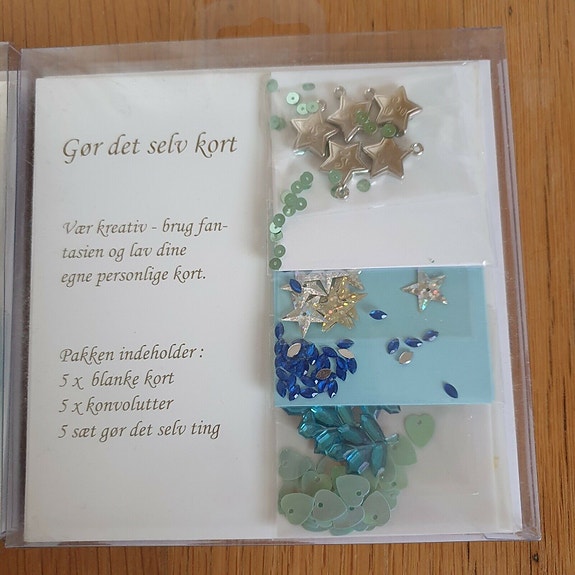 Gør det selv kort
Vær kreativ - brug fan-
tasien og lav dine
egne personlige kort.
Pakken indeholder :
5 x blanke kort
5 x konvolutter
5 sæt gør det selv ting